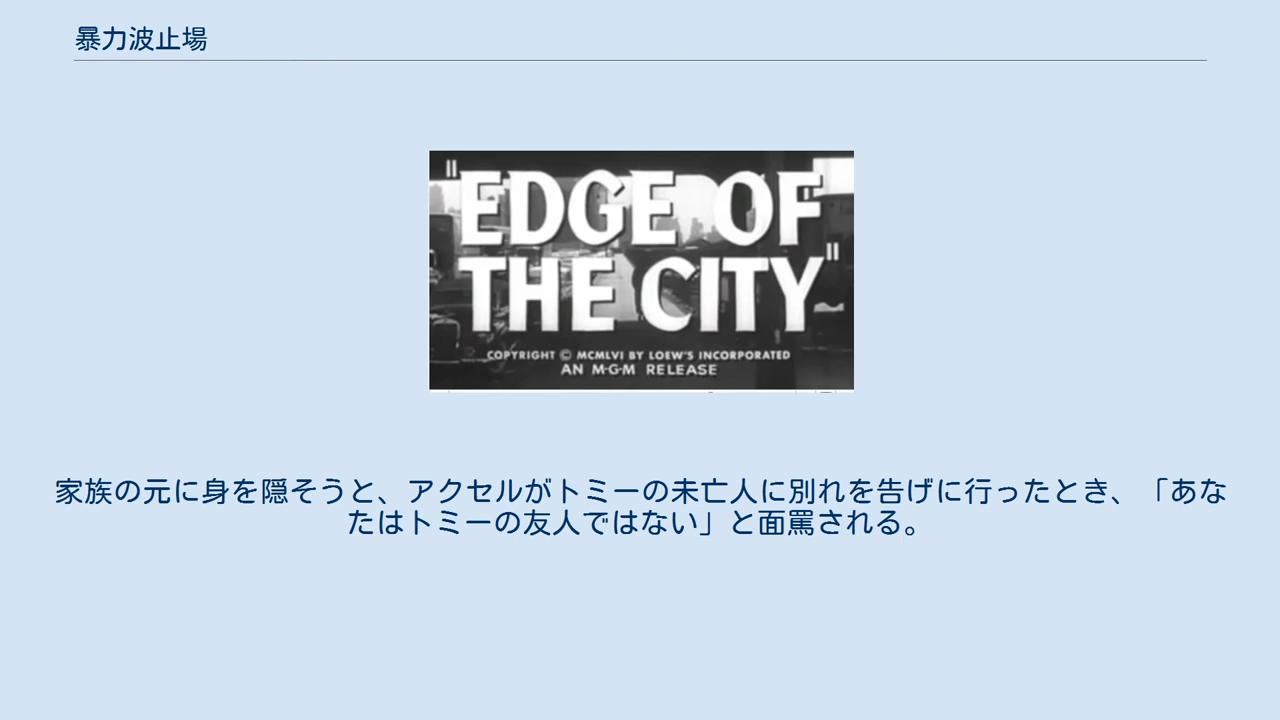 暴力波止場
"EDGE OF
THE CITY"
COPYRIGHT © MCMLVI BY LOEW'S INCORPORATED
AN M-G-M RELEASE
家族の元に身を隠そうと、アクセルがトミーの未亡人に別れを告げに行ったとき、「あな
たはトミーの友人ではない」と面罵される。